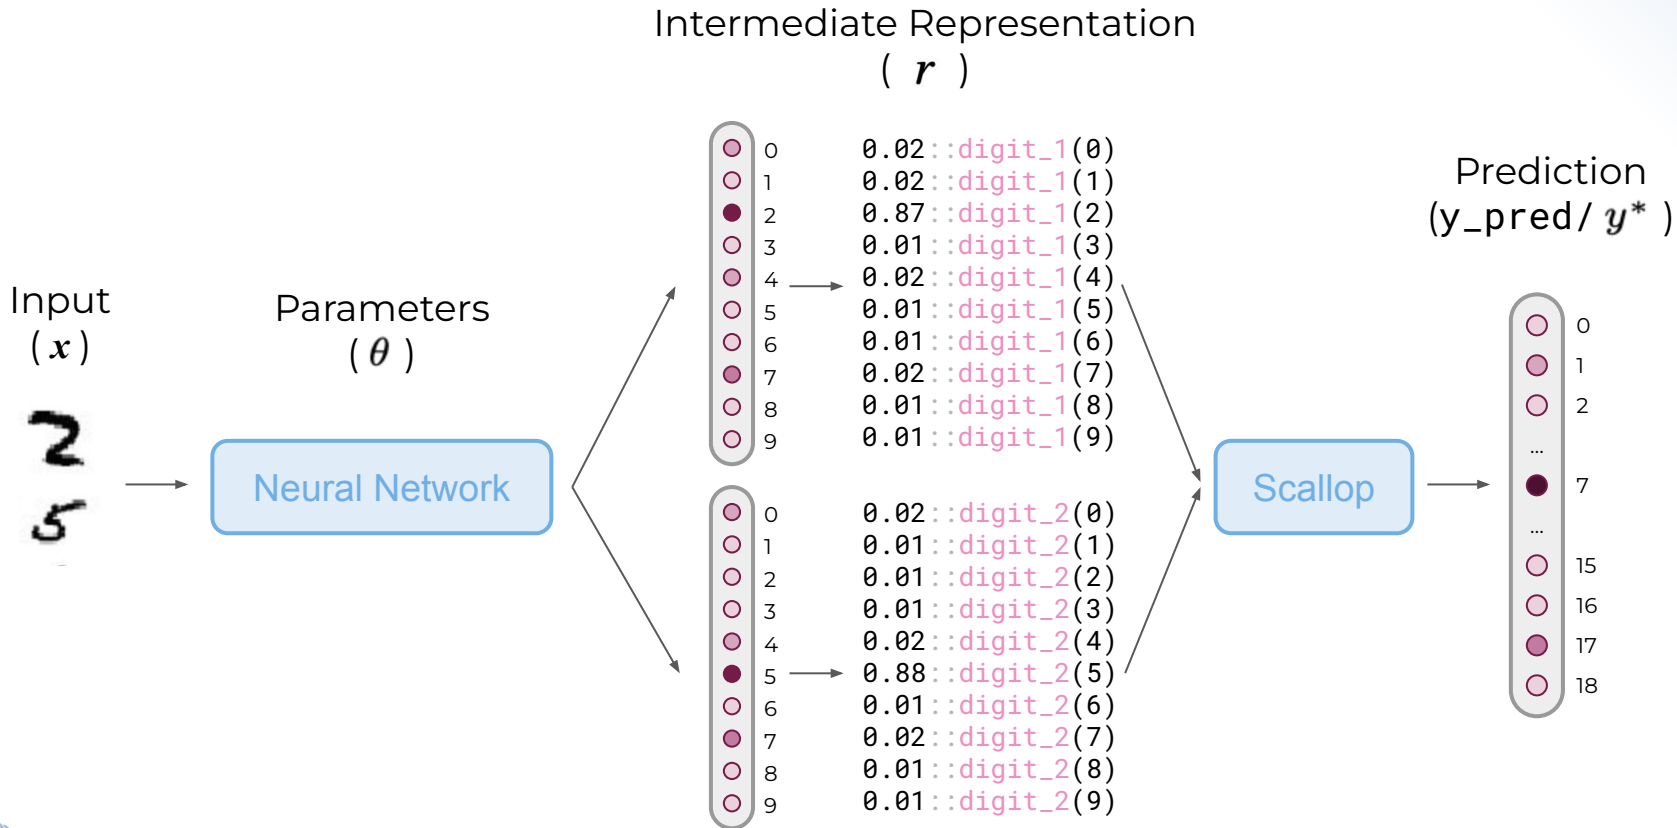 Intermediate Representation
( r )
Input
( x )
2
5
Parameters
( θ )
Neural Network
0
1
2
3
4
5
6
7
8
9
0.02::digit_1(0)
0.02::digit_1(1)
0.87::digit_1(2)
0.01::digit_1(3)
0.02::digit_1(4)
0.01::digit_1(5)
0.01::digit_1(6)
0.02::digit_1(7)
0.01::digit_1(8)
0.01::digit_1(9)
0
1
2
3
4
5
6
7
8
9
0.02::digit_2(0)
0.01::digit_2(1)
0.01::digit_2(2)
0.01::digit_2(3)
0.02::digit_2(4)
0.88::digit_2(5)
0.01::digit_2(6)
0.02::digit_2(7)
0.01::digit_2(8)
0.01::digit_2(9)
Scallop
Prediction
(y_pred/ y* )
0
1
2
...
7
...
15
16
17
18